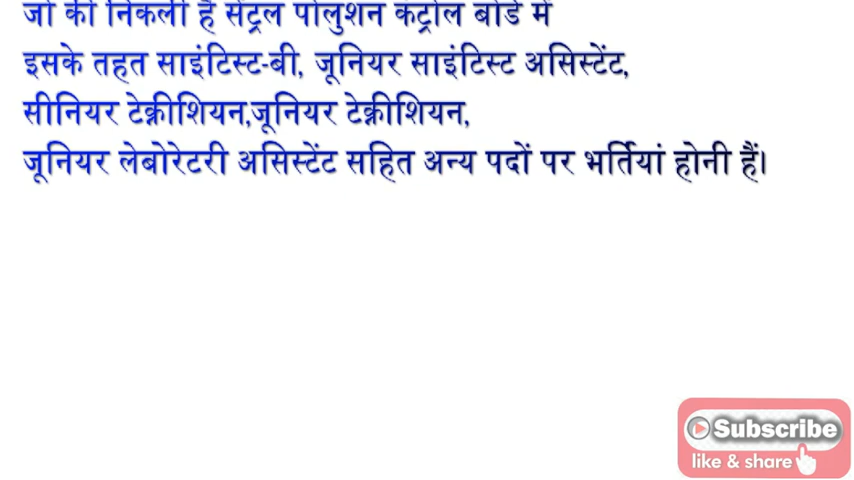 जो की निकली है सेंट्रल पोलुशन कंट्रोल बोर्ड में
इसके तहत साइंटिस्ट-बी, जूनियर साइंटिस्ट असिस्टेंट,
सीनियर टेक्नीशियन,जूनियर टेक्नीशियन,
जूनियर लेबोरेटरी असिस्टेंट सहित अन्य पदों पर भर्तियां होनी हैं।
Subscribe
like & share